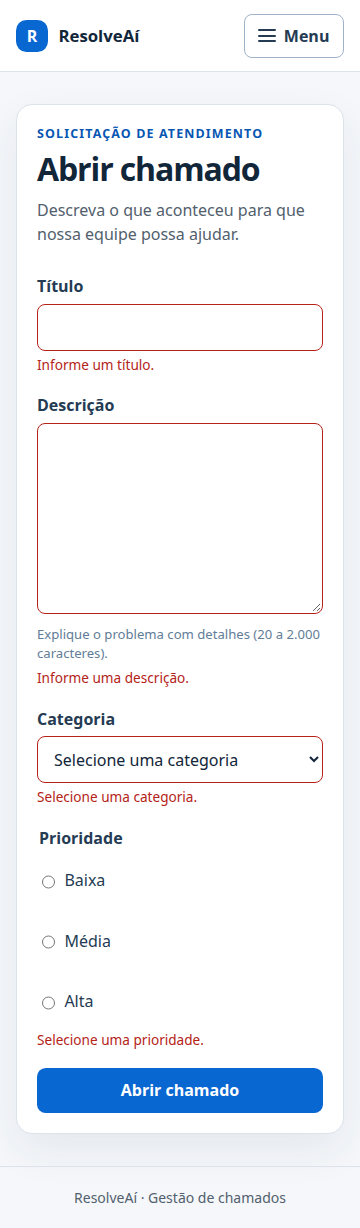 R ResolveAí Menu
SOLICITAÇÃO DE ATENDIMENTO
Abrir chamado
Descreva o que aconteceu para que
nossa equipe possa ajudar.
Título
Informe um título.
Descrição
Explique o problema com detalhes (20 a 2.000
caracteres).
Informe uma descrição.
Categoria
Selecione uma categoria
Selecione uma categoria.
Prioridade
Baixa
Média
Alta
Selecione uma prioridade.
Abrir chamado
ResolveAí · Gestão de chamados